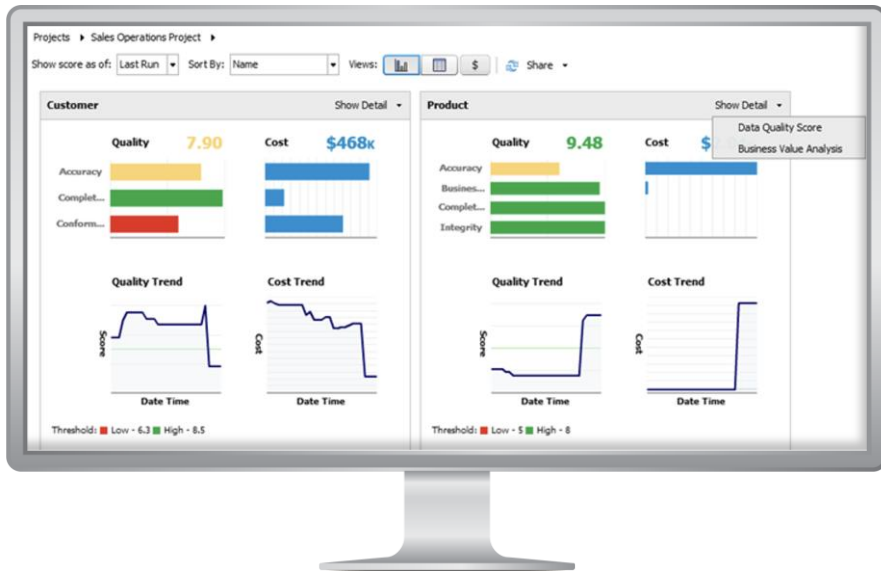 Projects ▸ Sales Operations Project ▸
Show score as of: Last Run Sort By: Name Views: $ Share
Customer Show Detail
Quality 7.90 Cost $468K
Accuracy
Complet...
Conform...
Quality Trend Cost Trend
Score Cost
Date Time Date Time
Threshold: Low - 6.3 High - 8.5
Product Show Detail
Data Quality Score
Business Value Analysis
Quality 9.48 Cost
Accuracy
Busines...
Complet...
Integrity
Quality Trend Cost Trend
Score Cost
Date Time Date Time
Threshold: Low - 5 High - 8